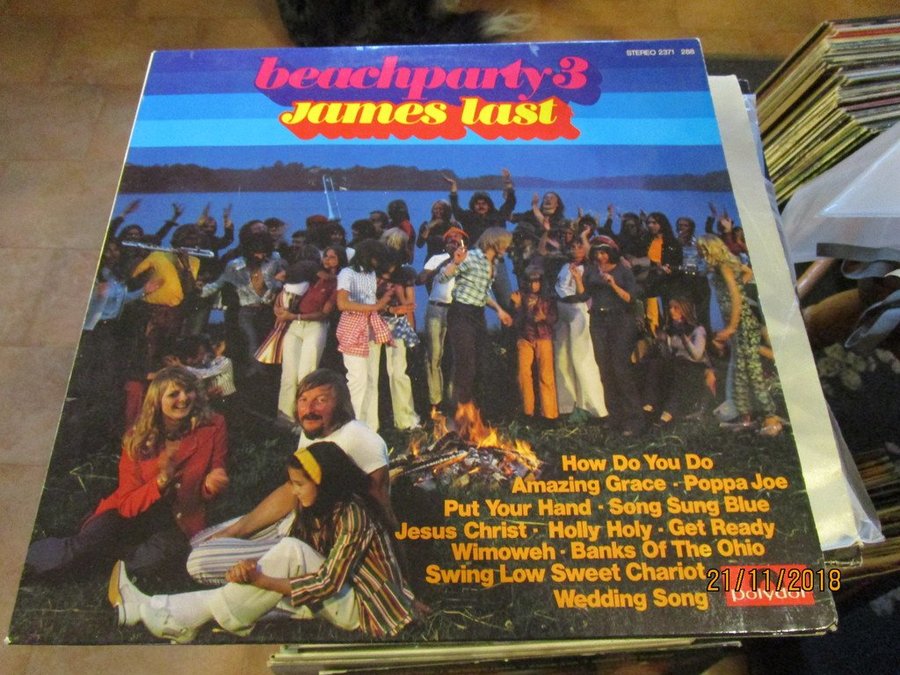 STEREO 2371 288
beachparty 3
James last
How Do You Do
Amazing Grace · Poppa Joe
Put Your Hand · Song Sung Blue
Jesus Christ · Holly Holy · Get Ready
Wimoweh · Banks Of The Ohio
Swing Low Sweet Chariot
Wedding Song
polydor
21/11/2018